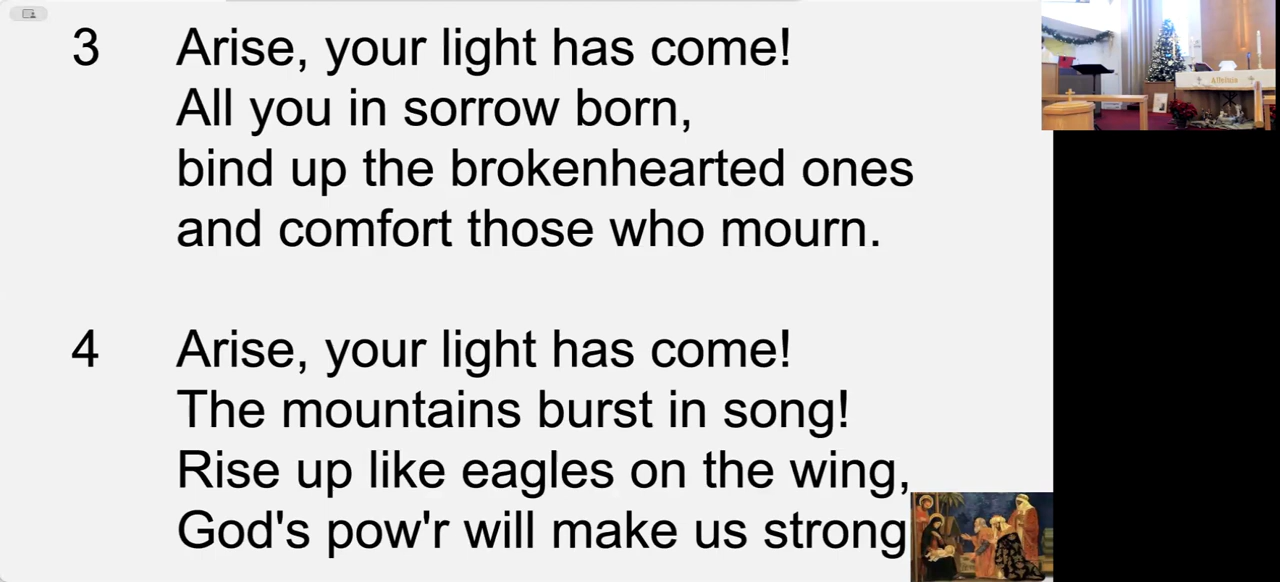 3 Arise, your light has come!
All you in sorrow born,
bind up the brokenhearted ones
and comfort those who mourn.
4 Arise, your light has come!
The mountains burst in song!
Rise up like eagles on the wing,
God's pow'r will make us strong
Alleluia